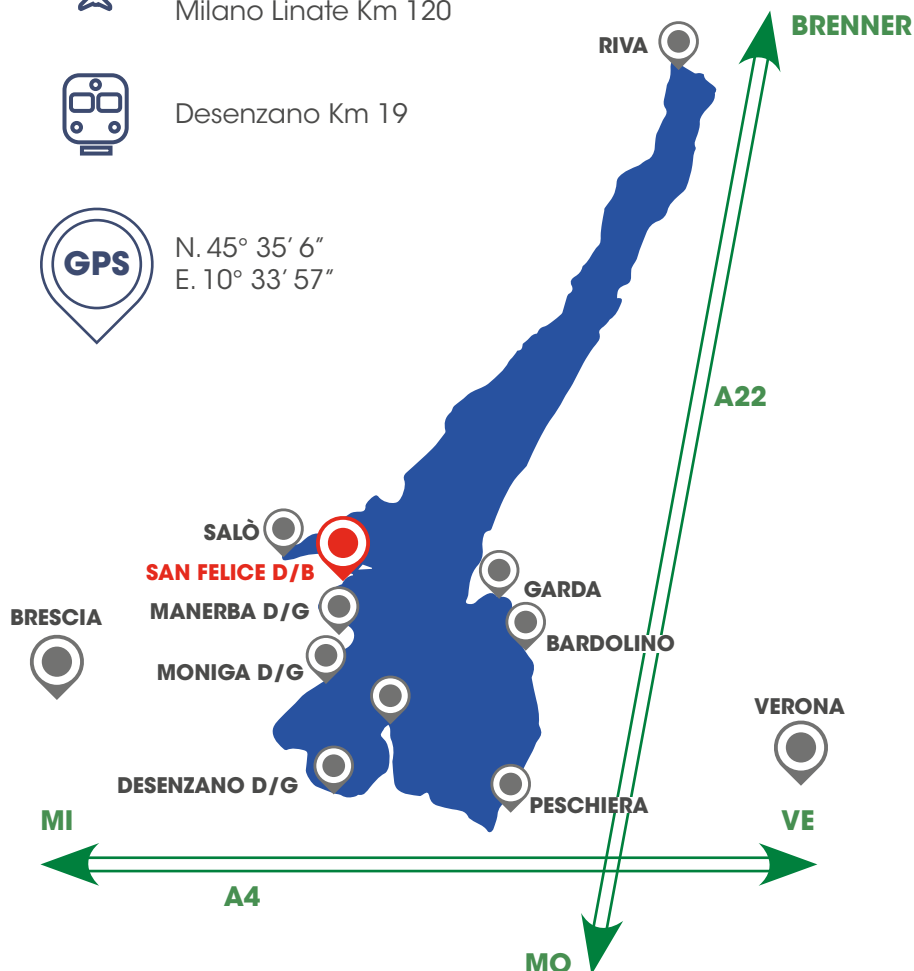 Milano Linate Km 120
BRENNER
RIVA
Desenzano Km 19
GPS
N. 45° 35’ 6”
E. 10° 33’ 57”
A22
SALÒ
SAN FELICE D/B
GARDA
MANERBA D/G
BRESCIA
BARDOLINO
MONIGA D/G
VERONA
DESENZANO D/G
PESCHIERA
MI
VE
A4
MO